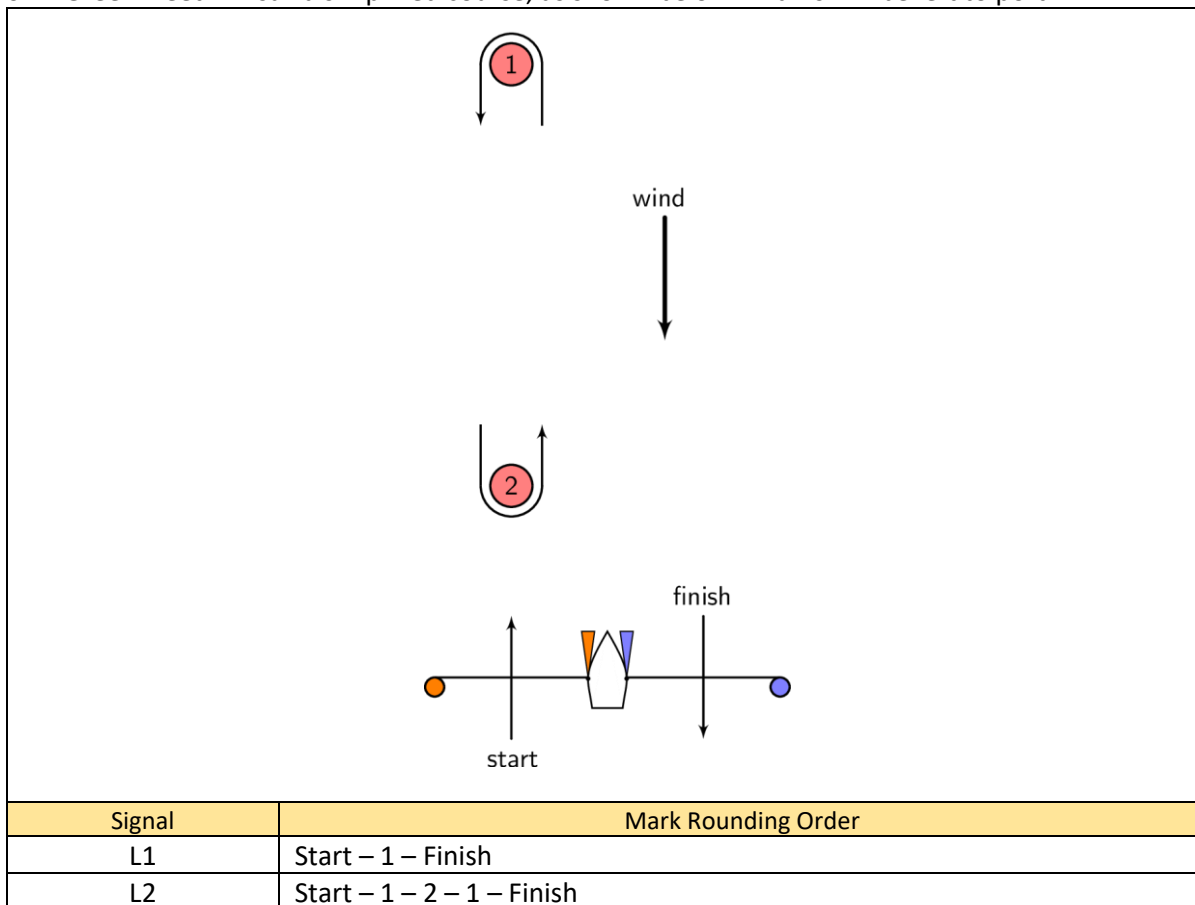 1
wind
2
finish
start
Signal Mark Rounding Order
L1 Start – 1 – Finish
L2 Start – 1 – 2 – 1 – Finish